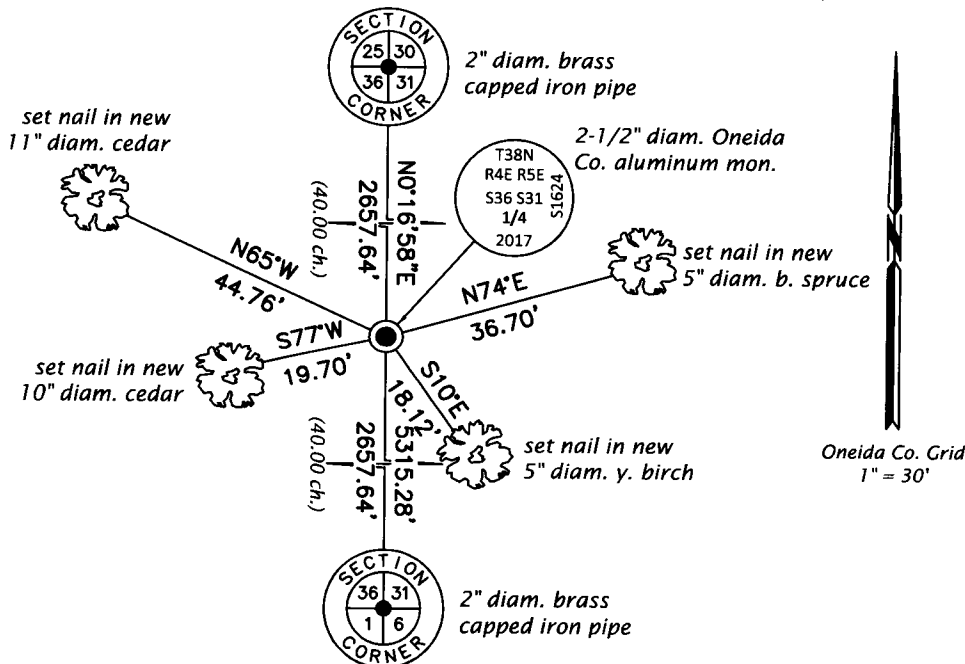 SECTION
25 30
36 31
CORNER
2" diam. brass
capped iron pipe
set nail in new
11" diam. cedar
2-1/2" diam. Oneida
Co. aluminum mon.
T38N
R4E R5E
S36 S31
1/4
2017
S1624
N0°16'58"E
2657.64'
(40.00 ch.)
N65°W
44.76'
N74°E
36.70'
set nail in new
5" diam. b. spruce
N
S77°W
19.70'
set nail in new
10" diam. cedar
S10°E
18.12'
set nail in new
5" diam. y. birch
5315.28'
2657.64'
(40.00 ch.)
Oneida Co. Grid
1" = 30'
SECTION
36 31
1 6
CORNER
2" diam. brass
capped iron pipe